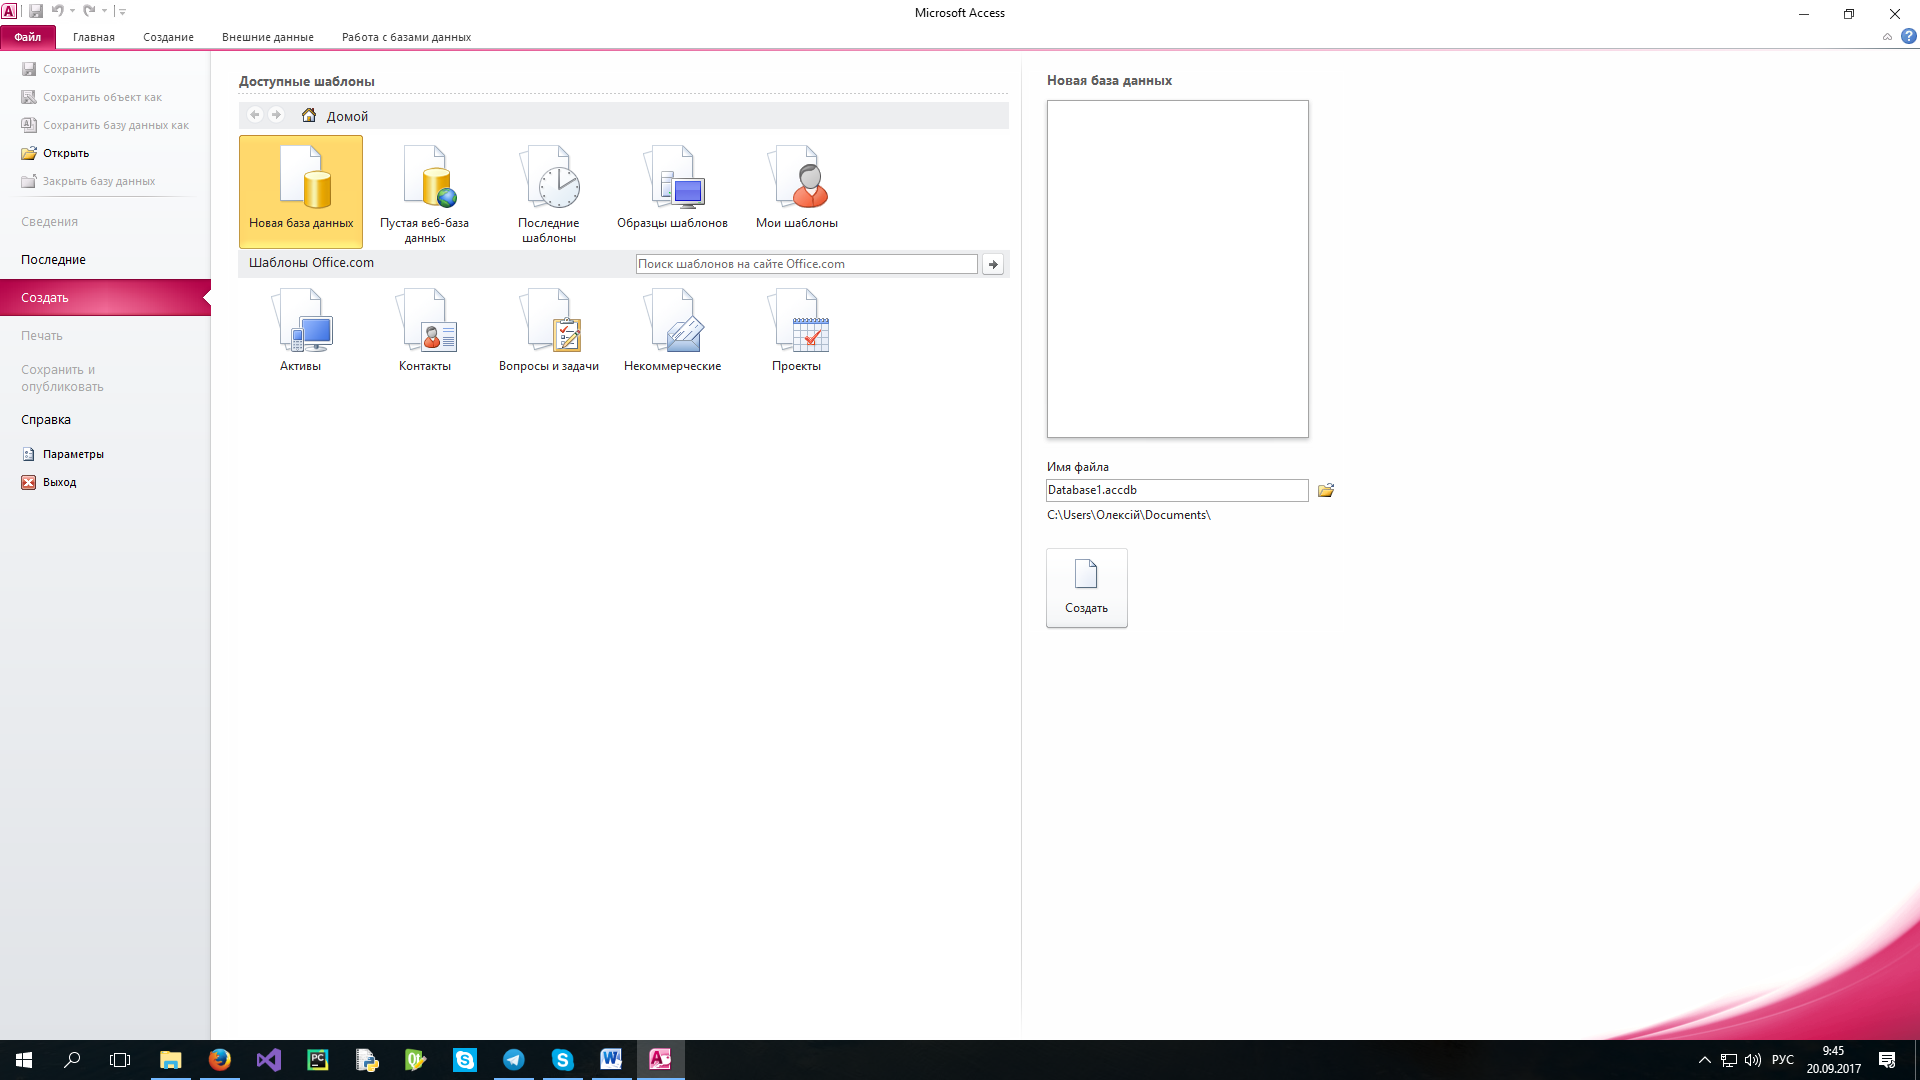 Microsoft Access
Файл
Главная
Создание
Внешние данные
Работа с базами данных
Сохранить
Сохранить объект как
Сохранить базу данных как
Открыть
Закрыть базу данных
Сведения
Последние
Создать
Печать
Сохранить и
опубликовать
Справка
Параметры
Выход
Доступные шаблоны
Домой
Новая база данных
Пустая веб-база
данных
Последние
шаблоны
Образцы шаблонов
Мои шаблоны
Шаблоны Office.com
Поиск шаблонов на сайте Office.com
Активы
Контакты
Вопросы и задачи
Некоммерческие
Проекты
Новая база данных
Имя файла
Database1.accdb
C:\Users\Олексій\Documents\
Создать
РУС
9:45
20.09.2017